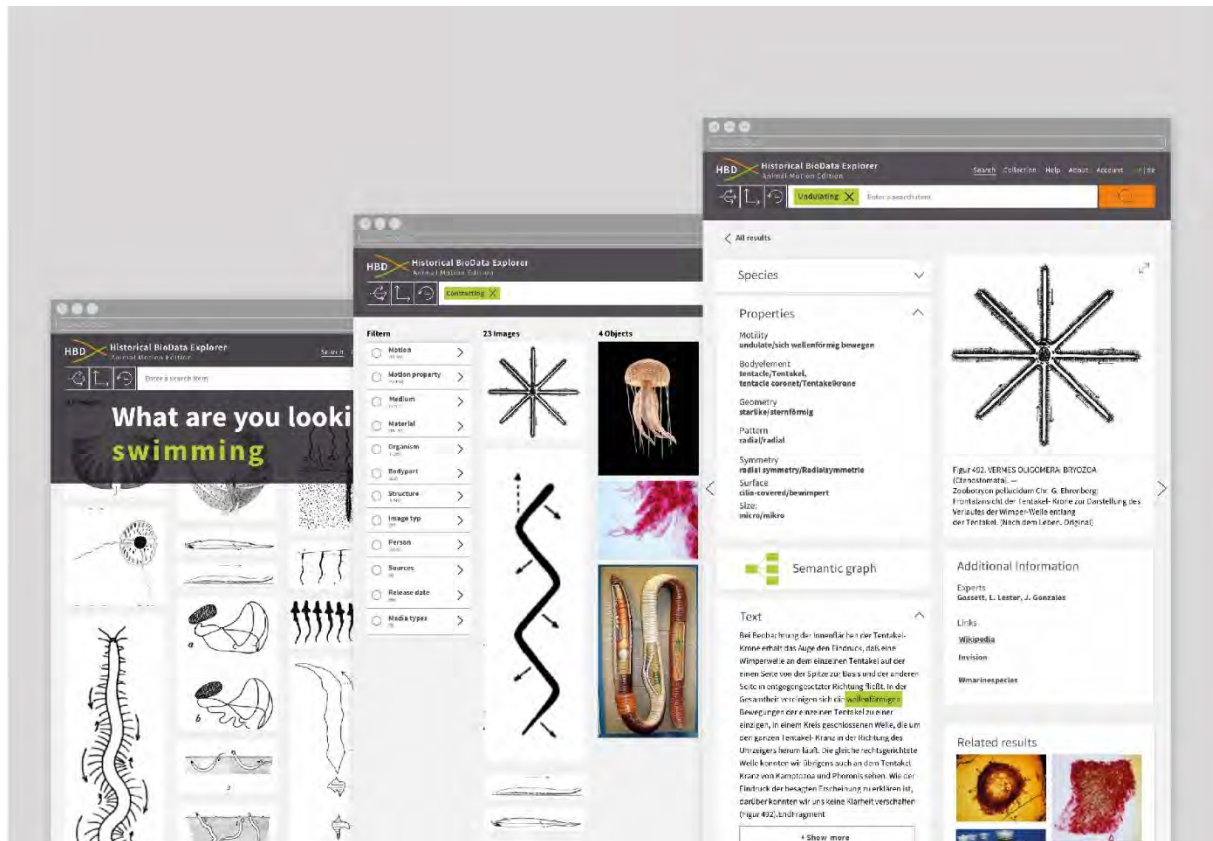 HBD
Historical BioData Explorer
Animal Motion Edition
Search
Enter a search item
What are you looki
swimming
a
b
HBD
Historical BioData Explorer
Animal Motion Edition
Contracting X
Filtern
Motion
Motion property
Medium
Material
Organism
Bodypart
Structure
Image typ
Person
Sources
Release date
Media types
23 Images
4 Objects
HBD
Historical BioData Explorer
Animal Motion Edition
Search Collection Help About Account
Undulating X
Enter a search item
All results
Species
Properties
Motility
undulate/sich wellenförmig bewegen
Bodyelement
tentacle/Tentakel,
tentacle coronet/Tentakelkrone
Geometry
starlike/sternförmig
Pattern
radial/radial
Symmetry
radial symmetry/Radialsymmetrie
Surface
cilia-covered/bewimpert
Size:
micro/mikro
Semantic graph
Text
Bei Beobachtung der Innenflächen der Tentakel-
Krone erhält das Auge den Eindruck, daß eine
Wimperwelle an dem einzelnen Tentakel auf der
einen Seite von der Spitze zur Basis und der anderen
Seite in entgegengesetzter Richtung fließt. In der
Gesamtheit vereinigen sich die wellenförmigen
Bewegungen der einzelnen Tentakel zu einer
einzigen, in einem Kreis geschlossenen Welle, die um
den ganzen Tentakel- Kranz in der Richtung des
Uhrzeigers herum läuft. Die gleiche rechtsgerichtete
Welle konnten wir übrigens auch an dem Tentakel
Kranz von Kamptozoa und Phoronis sehen. Wie der
Eindruck der besagten Erscheinung zu erklären ist,
darüber konnten wir uns keine Klarheit verschaffen
(Figur 492).EndFragment
+ Show more
Figur 492. VERMES OLIGOMERA: BRYOZOA
(Ctenostomata). —
Zoobotryon pellucidum Chr. G. Ehrenberg:
Frontalansicht der Tentakel- Krone zur Darstellung des
Verlaufes der Wimper-Welle entlang
der Tentakel. (Nach dem Leben. Original)
Additional Information
Experts
Gossett, L. Lester, J. Gonzales
Links
Wikipedia
Invision
Wmarinespecies
Related results